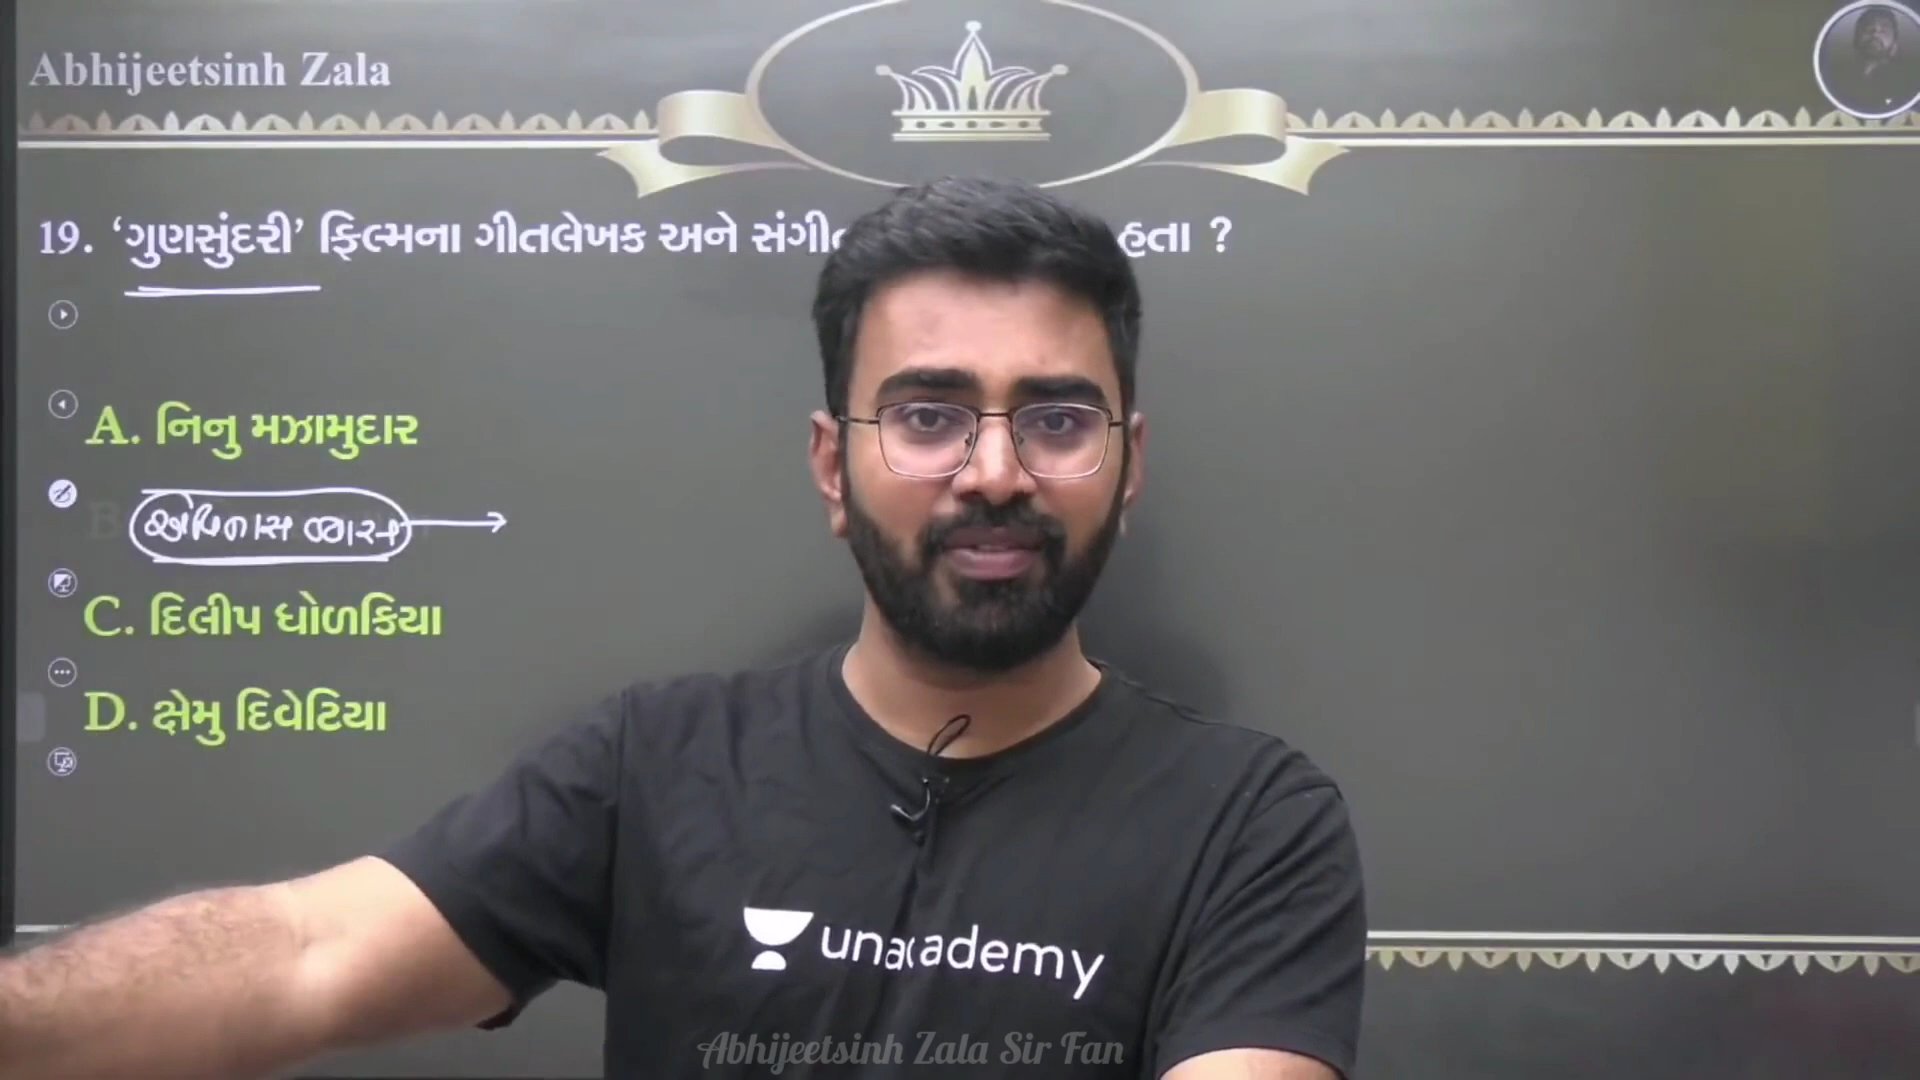 Abhijeetsinh Zala
19. ‘ગુણસુંદરી’ ફિલ્મના ગીતલેખક અને હતા ?
A. નિનુ મઝામુદાર
B
C. દિલીપ ધોળકિયા
D. ક્ષેમુ દિવેટિયા
unacademy
Abhijeetsinh Zala Sir Fan